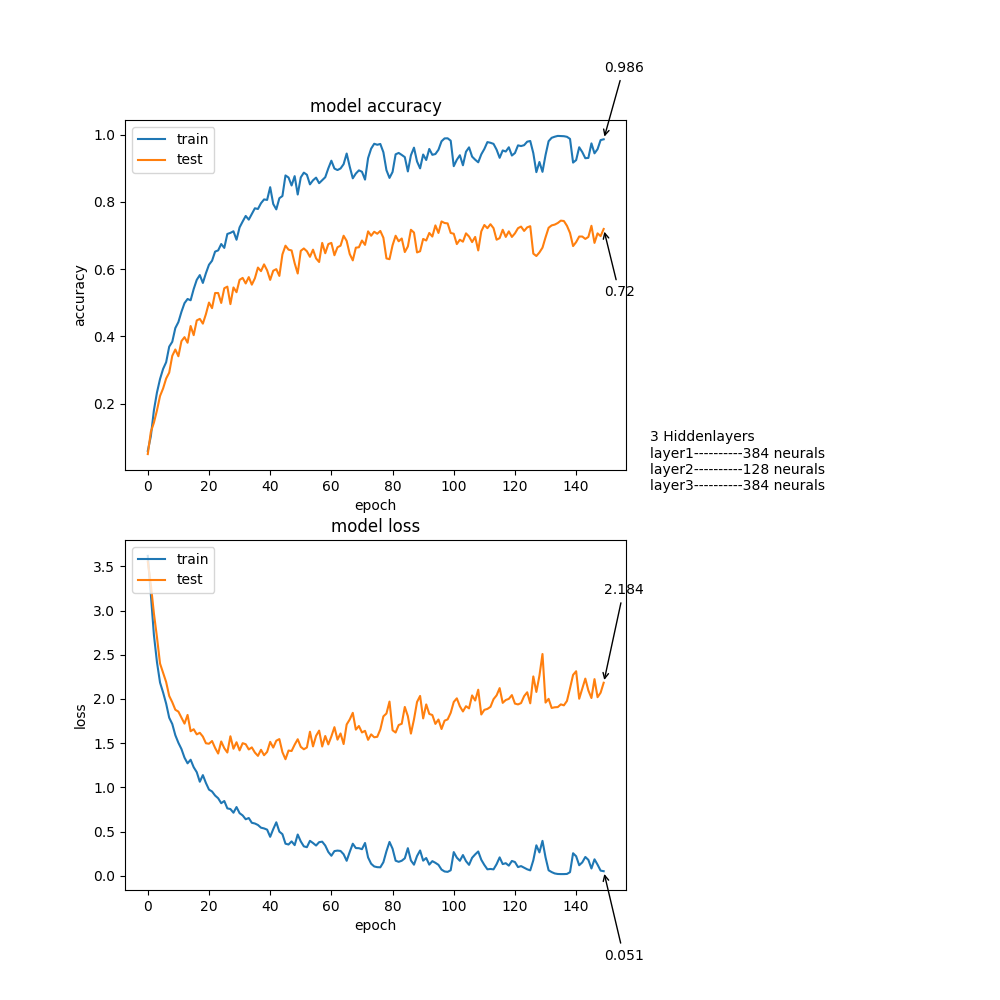 0.986
model accuracy
1.0
0.8
0.6
0.4
0.2
accuracy
train
test
0.72
0 20 40 60 80 100 120 140
epoch
3 Hiddenlayers
layer1----------384 neurals
layer2----------128 neurals
layer3----------384 neurals
model loss
3.5
3.0
2.5
2.0
1.5
1.0
0.5
0.0
loss
train
test
2.184
0 20 40 60 80 100 120 140
epoch
0.051